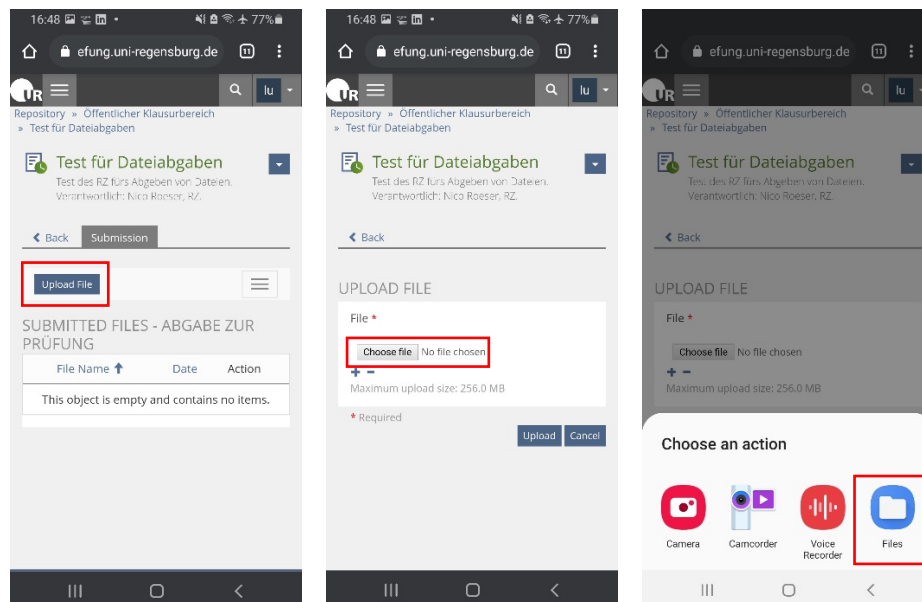 16:48 77%
efung.uni-regensburg.de 11
UR lu
Repository » Öffentlicher Klausurbereich
» Test für Dateiabgaben
Test für Dateiabgaben
Test des RZ fürs Abgeben von Dateien.
Verantwortlich: Nico Roeser, RZ.
Back Submission
Upload File
SUBMITTED FILES - ABGABE ZUR
PRÜFUNG
File Name Date Action
This object is empty and contains no items.
16:48 77%
efung.uni-regensburg.de 11
UR lu
Repository » Öffentlicher Klausurbereich
» Test für Dateiabgaben
Test für Dateiabgaben
Test des RZ fürs Abgeben von Dateien.
Verantwortlich: Nico Roeser, RZ.
Back
UPLOAD FILE
File *
Choose file No file chosen
+ −
Maximum upload size: 256.0 MB
* Required
Upload Cancel
efung.uni-regensburg.de 11
UR lu
Repository » Öffentlicher Klausurbereich
» Test für Dateiabgaben
Test für Dateiabgaben
Test des RZ fürs Abgeben von Dateien.
Verantwortlich: Nico Roeser, RZ.
Back
UPLOAD FILE
File *
Choose file No file chosen
+ −
Maximum upload size: 256.0 MB
Choose an action
Camera Camcorder Voice Files
Recorder